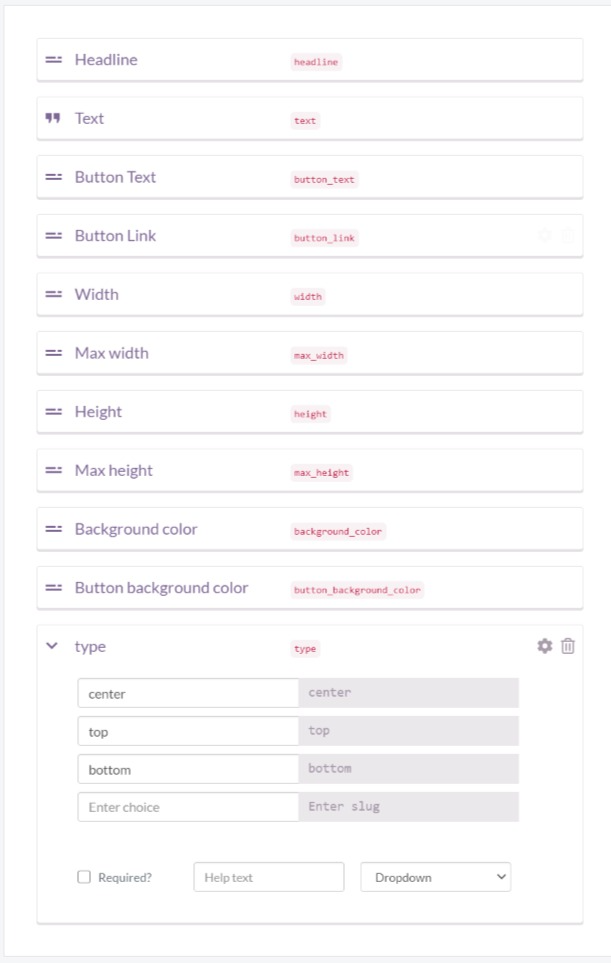 Headline headline
Text text
Button Text button_text
Button Link button_link
Width width
Max width max_width
Height height
Max height max_height
Background color background_color
Button background color button_background_color
type type
center center
top top
bottom bottom
Enter choice Enter slug
Required? Help text Dropdown